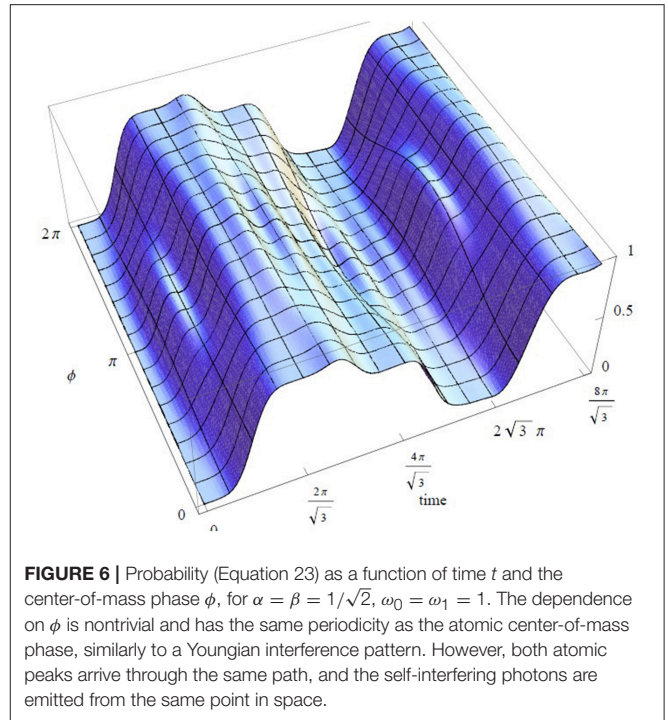 2π
π
ϕ
0
0
2π/√3
4π/√3
time
2√3 π
8π/√3
0
0.5
1
FIGURE 6 | Probability (Equation 23) as a function of time t and the
center-of-mass phase ϕ, for α = β = 1/√2, ω0 = ω1 = 1. The dependence
on ϕ is nontrivial and has the same periodicity as the atomic center-of-mass
phase, similarly to a Youngian interference pattern. However, both atomic
peaks arrive through the same path, and the self-interfering photons are
emitted from the same point in space.